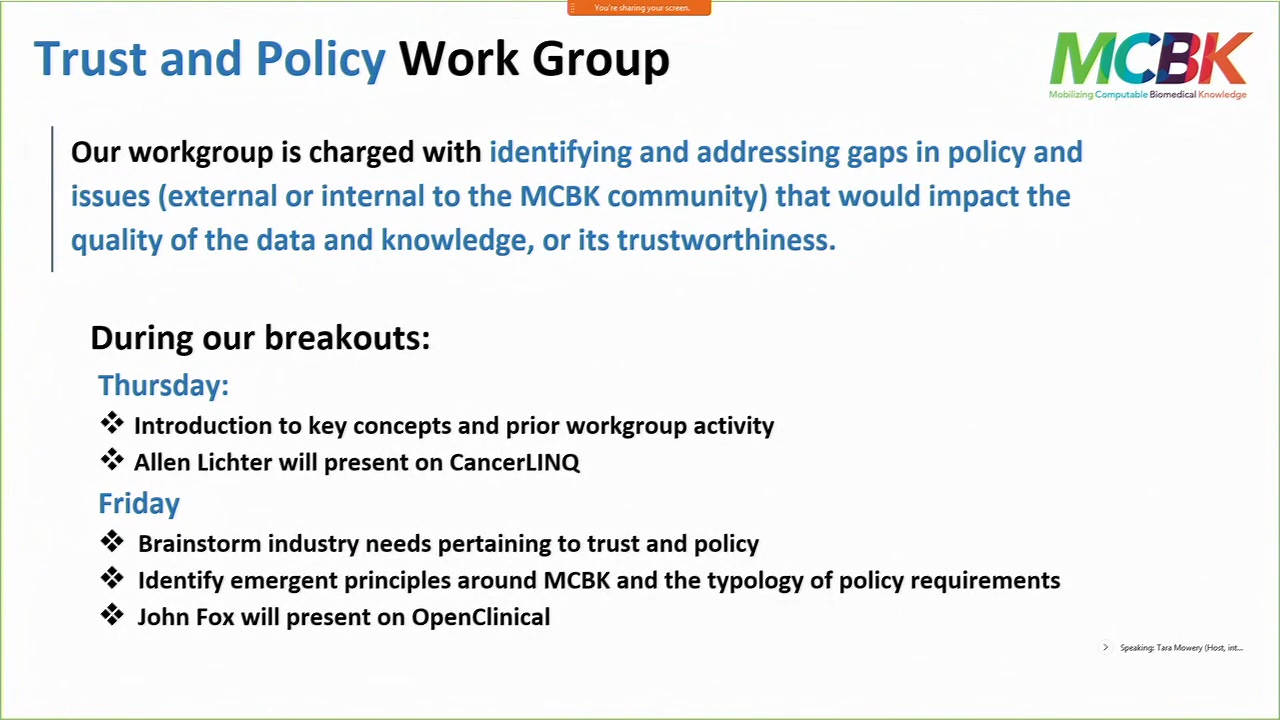 You're sharing your screen.
Trust and Policy Work Group
MCBK
Mobilizing Computable Biomedical Knowledge
Our workgroup is charged with identifying and addressing gaps in policy and
issues (external or internal to the MCBK community) that would impact the
quality of the data and knowledge, or its trustworthiness.
During our breakouts:
Thursday:
❖ Introduction to key concepts and prior workgroup activity
❖ Allen Lichter will present on CancerLINQ
Friday
❖ Brainstorm industry needs pertaining to trust and policy
❖ Identify emergent principles around MCBK and the typology of policy requirements
❖ John Fox will present on OpenClinical
Speaking: Tara Mowery (Host, int...